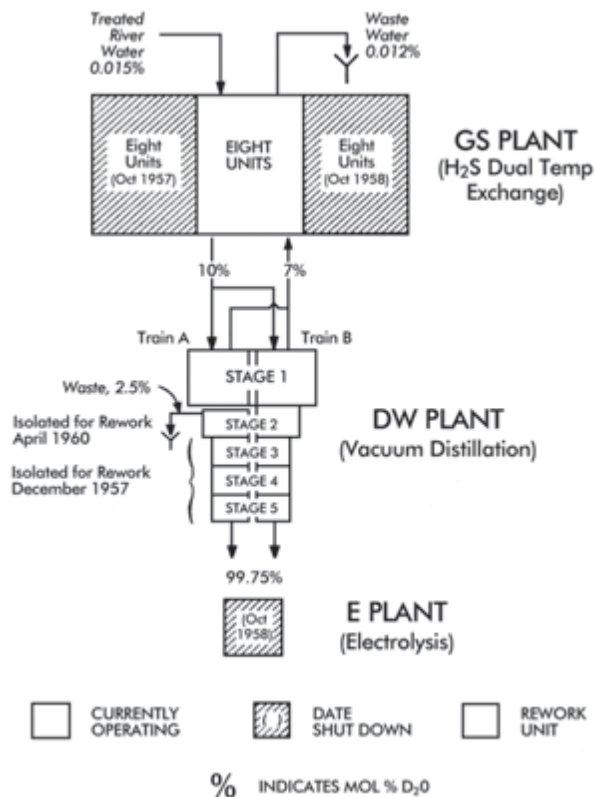 Treated
River
Water
0.015%
Waste
Water
0.012%
Eight
Units
(Oct 1957)
EIGHT
UNITS
Eight
Units
(Oct 1958)
GS PLANT
(H₂S Dual Temp
Exchange)
10%
7%
Train A
Train B
STAGE 1
Waste, 2.5%
Isolated for Rework
April 1960
STAGE 2
DW PLANT
(Vacuum Distillation)
Isolated for Rework
December 1957
STAGE 3
STAGE 4
STAGE 5
99.75%
(Oct
1958)
E PLANT
(Electrolysis)
CURRENTLY
OPERATING
DATE
SHUT DOWN
REWORK
UNIT
% INDICATES MOL % D₂0